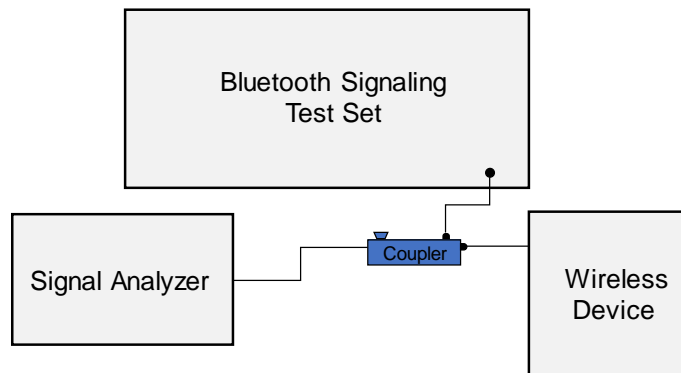 Bluetooth Signaling
Test Set
Signal Analyzer
Coupler
Wireless
Device